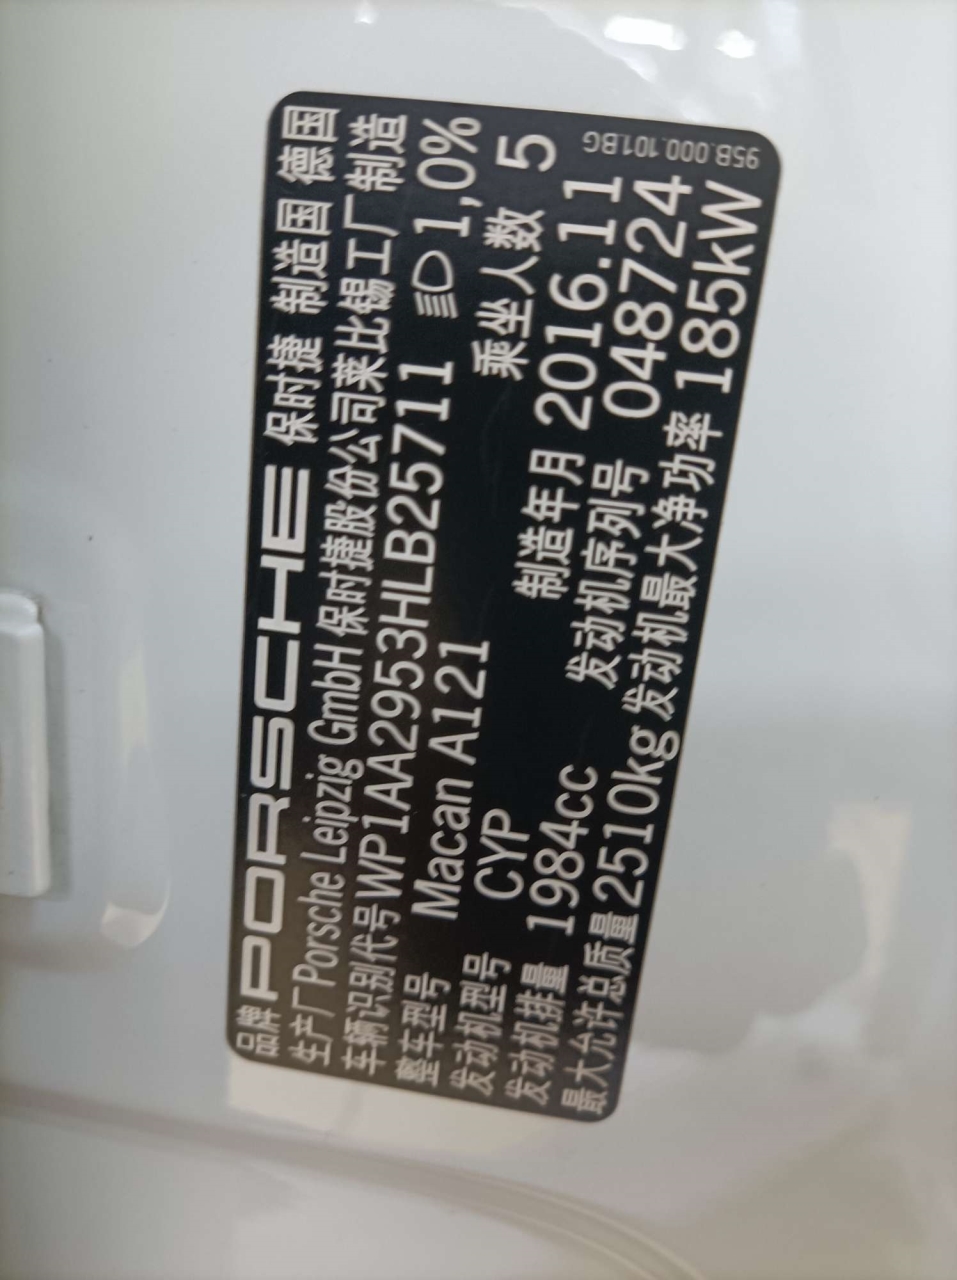 品牌 PORSCHE 保时捷 制造国 德国
生产厂 Porsche Leipzig GmbH 保时捷股份公司莱比锡工厂制造
车辆识别代号 WP1AA2953HLB25711 1,0%
整车型号 Macan A121 乘坐人数 5
发动机型号 CYP 制造年月 2016.11
发动机排量 1984cc 发动机序列号 048724
最大允许总质量 2510kg 发动机最大净功率 185kW
95B.000.101.BG